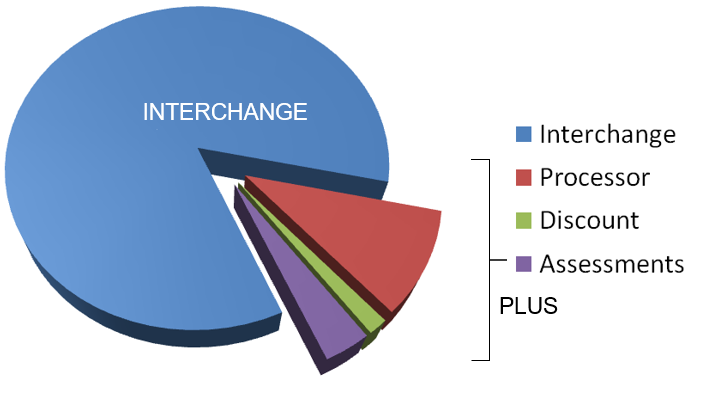 INTERCHANGE
Interchange
Processor
Discount
Assessments
PLUS